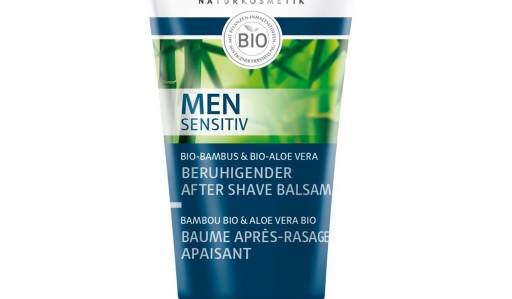 NATURKOSMETIK
BIO
MEN
SENSITIV
BIO-BAMBUS & BIO-ALOE VERA
BERUHIGENDER
AFTER SHAVE BALSAM
BAMBOU BIO & ALOE VERA BIO
BAUME APRÈS-RASAGE
APAISANT